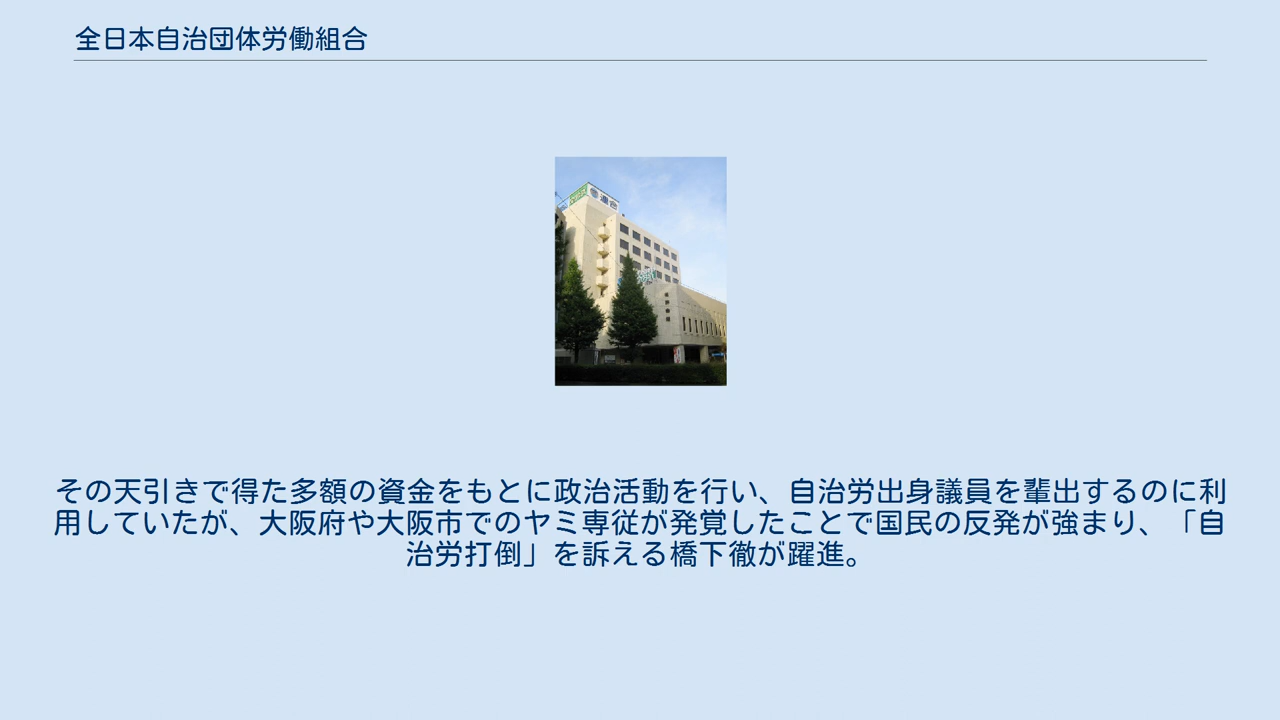 全日本自治団体労働組合
連合
その天引きで得た多額の資金をもとに政治活動を行い、自治労出身議員を輩出するのに利
用していたが、大阪府や大阪市でのヤミ専従が発覚したことで国民の反発が強まり、「自
治労打倒」を訴える橋下徹が躍進。